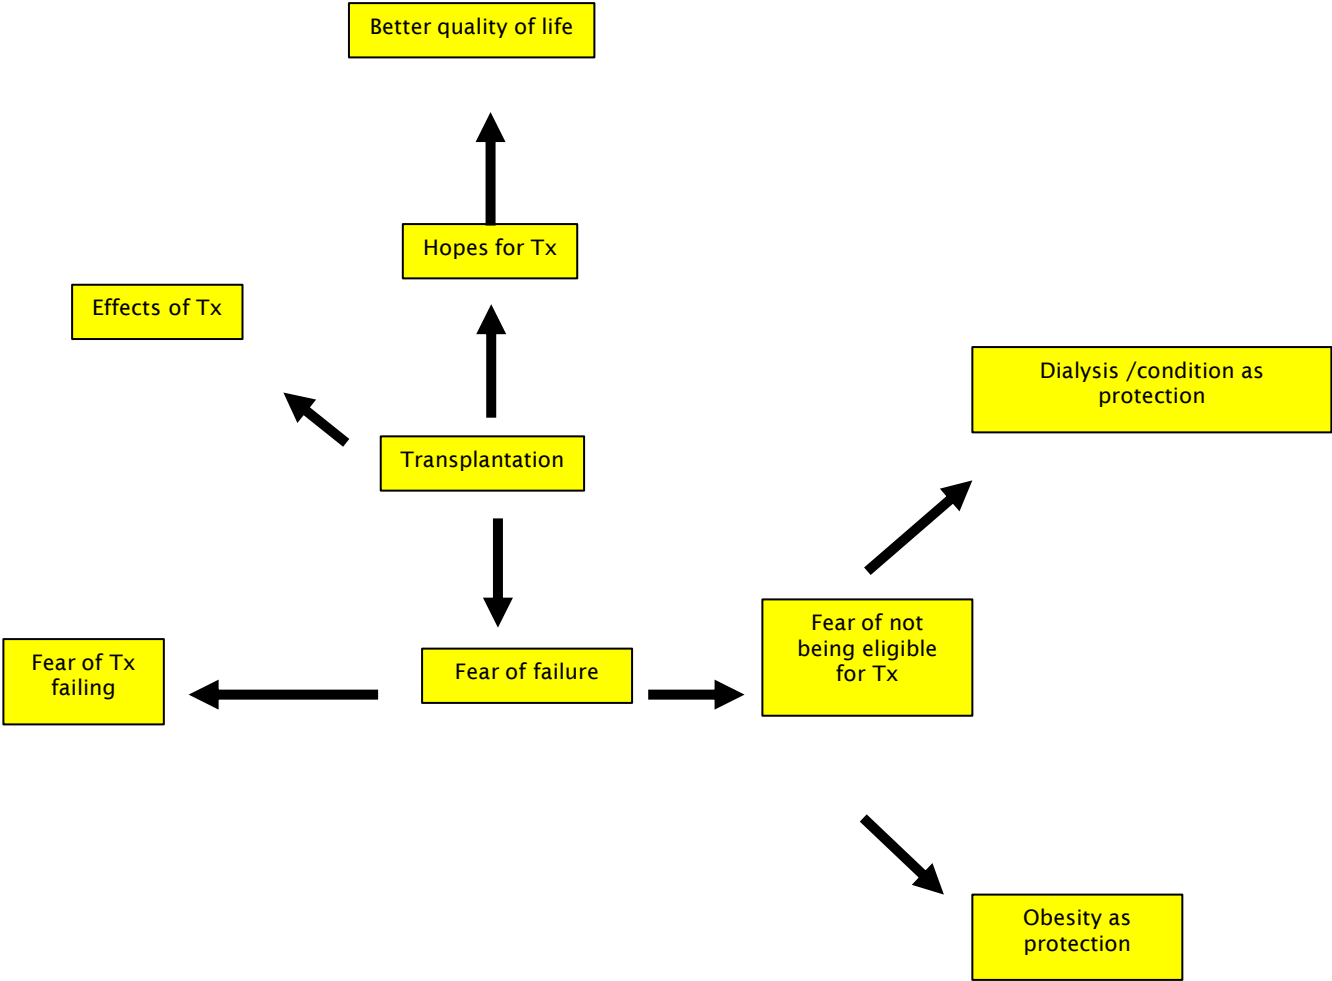 Better quality of life
Hopes for Tx
Effects of Tx
Dialysis /condition as
protection
Transplantation
Fear of not
being eligible
for Tx
Fear of Tx
failing
Fear of failure
Obesity as
protection